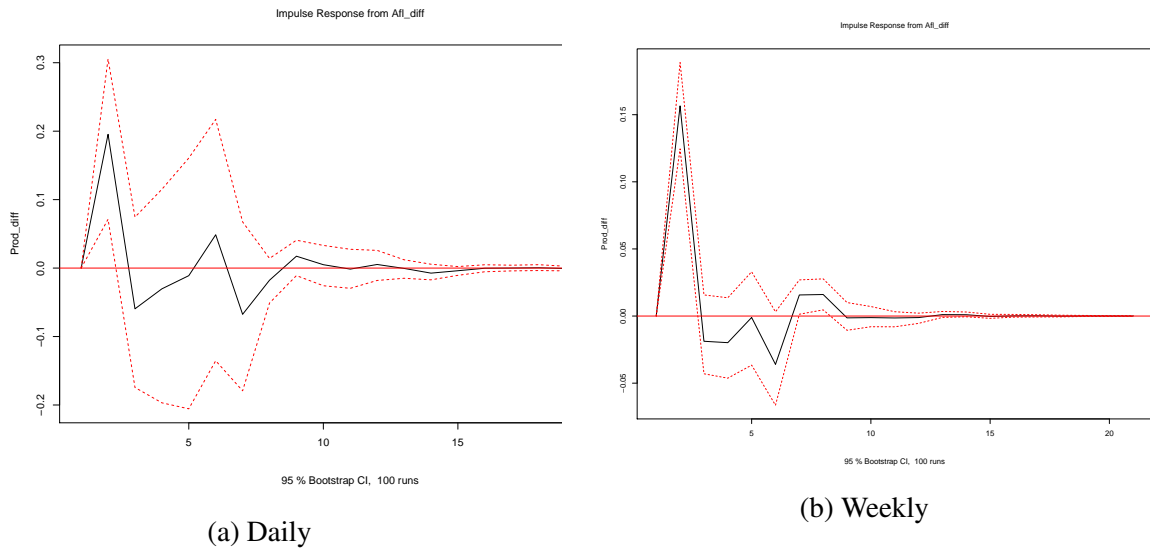 Impulse Response from Afl_diff
Prod_diff
0.3
0.2
0.1
0.0
−0.1
−0.2
5
10
15
95 % Bootstrap CI, 100 runs
(a) Daily
Impulse Response from Afl_diff
Prod_diff
0.15
0.10
0.05
0.00
−0.05
5
10
15
20
95 % Bootstrap CI, 100 runs
(b) Weekly